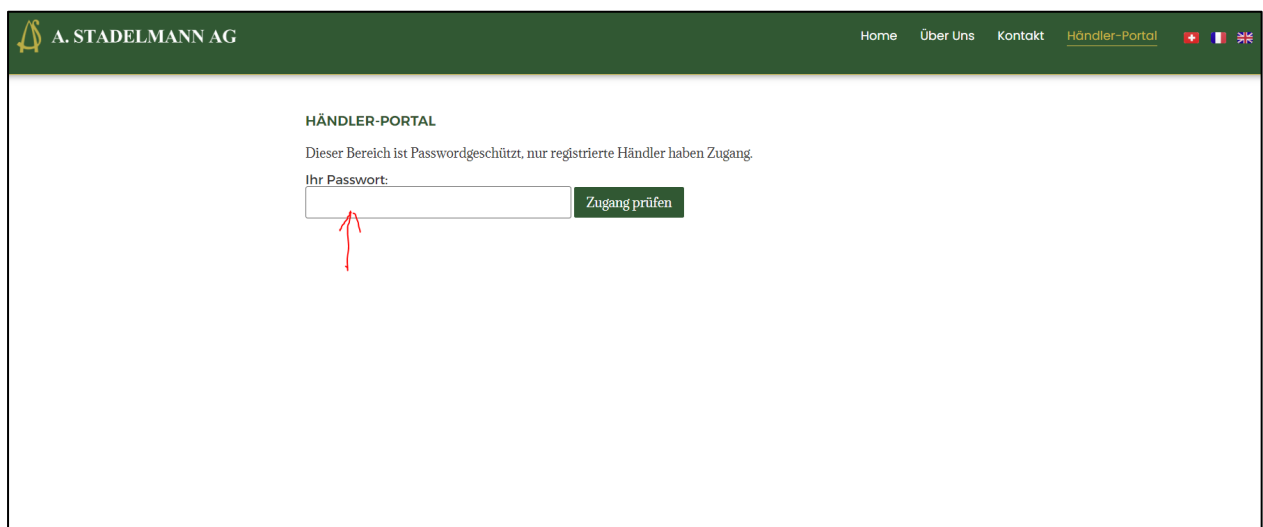 A. STADELMANN AG
Home Über Uns Kontakt Händler-Portal
HÄNDLER-PORTAL
Dieser Bereich ist Passwordgeschützt, nur registrierte Händler haben Zugang.
Ihr Passwort:
Zugang prüfen